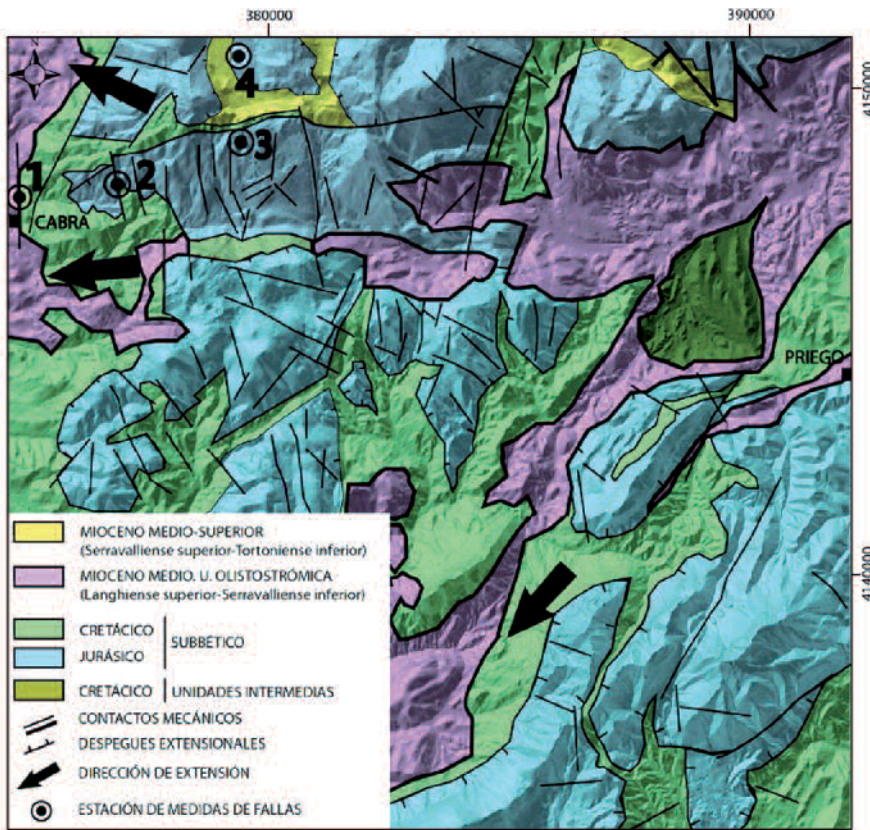 380000
390000
4150000
4
3
1
2
CABRA
PRIEGO
4140000
MIOCENO MEDIO-SUPERIOR
(Serravalliense superior-Tortoniense inferior)
MIOCENO MEDIO. U. OLISTOSTRÓMICA
(Langhiense superior-Serravalliense inferior)
CRETÁCICO
SUBBÉTICO
JURÁSICO
CRETÁCICO UNIDADES INTERMEDIAS
CONTACTOS MECÁNICOS
DESPEGUES EXTENSIONALES
DIRECCIÓN DE EXTENSIÓN
ESTACIÓN DE MEDIDAS DE FALLAS